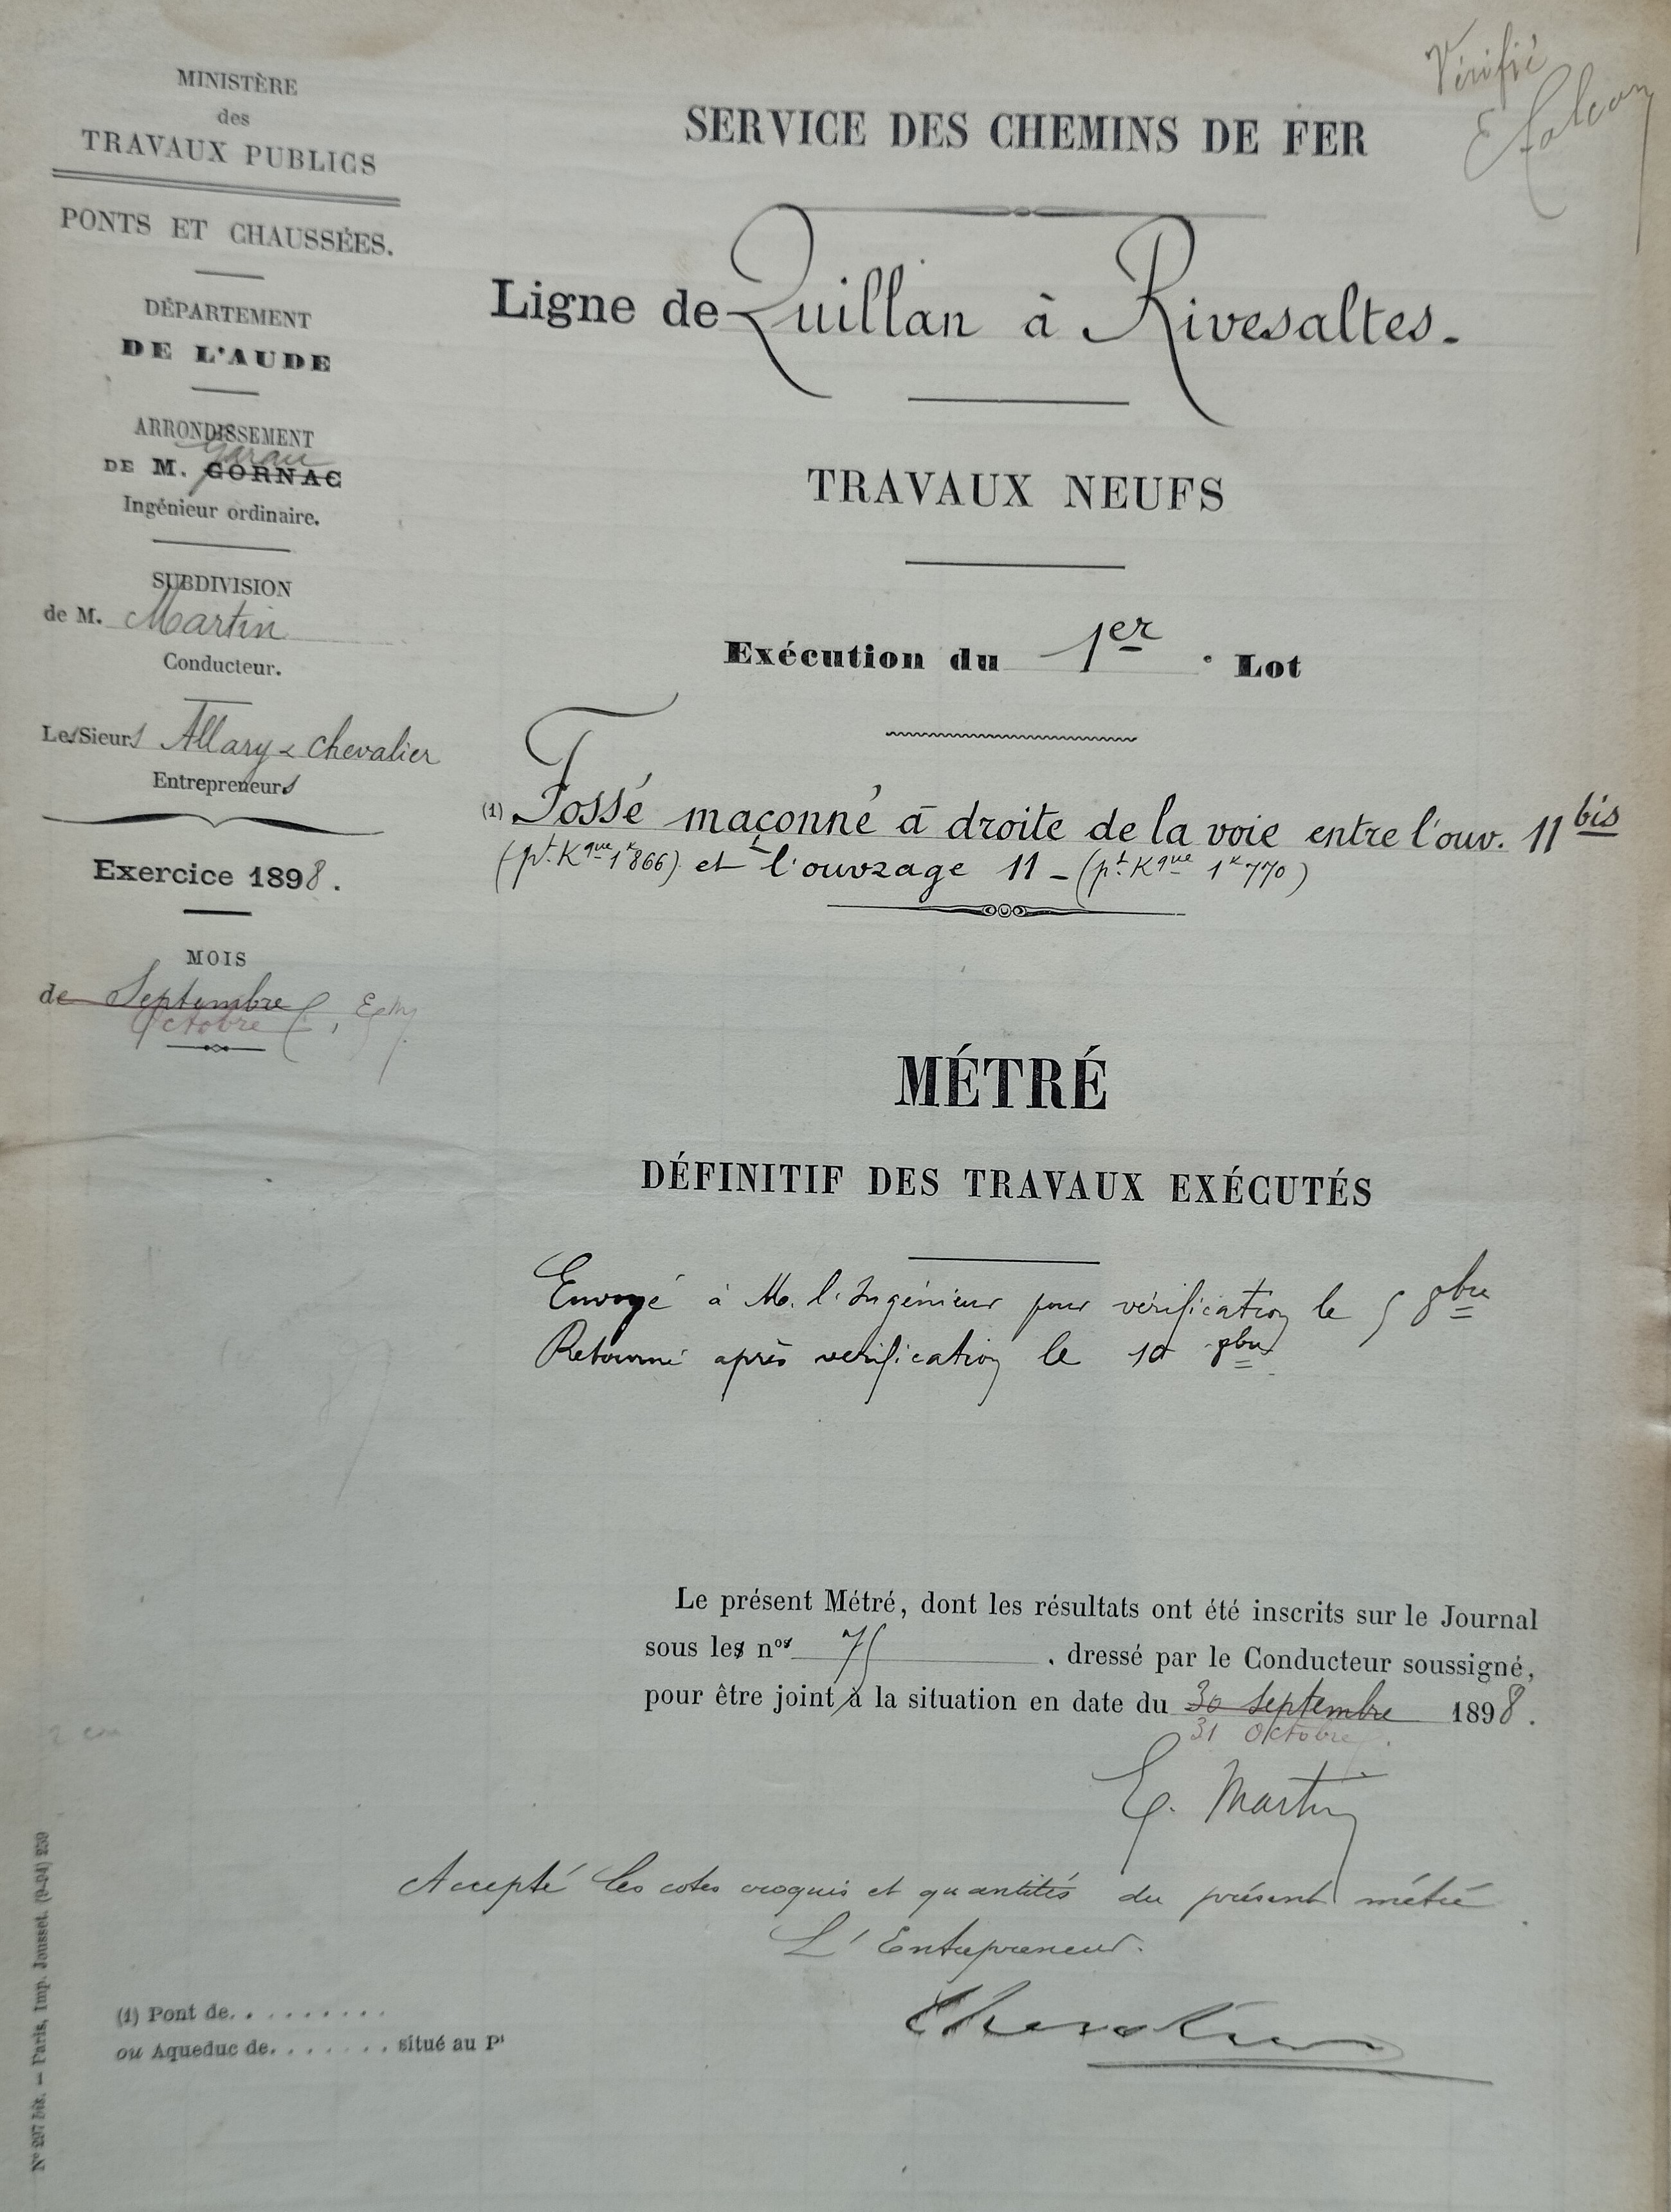 MINISTÈRE
des
TRAVAUX PUBLICS
PONTS ET CHAUSSÉES.
DÉPARTEMENT
DE L'AUDE
ARRONDISSEMENT
DE M. GORNAC
Ingénieur ordinaire.
SUBDIVISION
de M. Martin
Conducteur.
Les Sieurs Allary & Chevalier
Entrepreneurs
Exercice 1898.
MOIS
de Septembre
Octobre
Vérifié
SERVICE DES CHEMINS DE FER
Ligne de Quillan à Rivesaltes.
TRAVAUX NEUFS
Exécution du 1er Lot
(1) Fossé maçonné à droite de la voie entre l'ouv. 11 bis
(pt. Kque 1k866) et l'ouvrage 11 - (pt. Kque 1k770)
MÉTRÉ
DÉFINITIF DES TRAVAUX EXÉCUTÉS
Envoyé à M. l'Ingénieur pour vérification le 5 8bre
Retourné après vérification le 10 8bre
Le présent Métré, dont les résultats ont été inscrits sur le Journal
sous les nos 75 . dressé par le Conducteur soussigné,
pour être joint à la situation en date du 30 septembre 1898.
31 Octobre
E. Martin
Accepté les cotes croquis et quantités du présent métré
L'Entrepreneur.
Chevalier
(1) Pont de. . . . . . . . . .
ou Aqueduc de. . . . . . . . situé au Pt
N° 297 bis. — Paris, Imp. Jousset. (9-94) 259